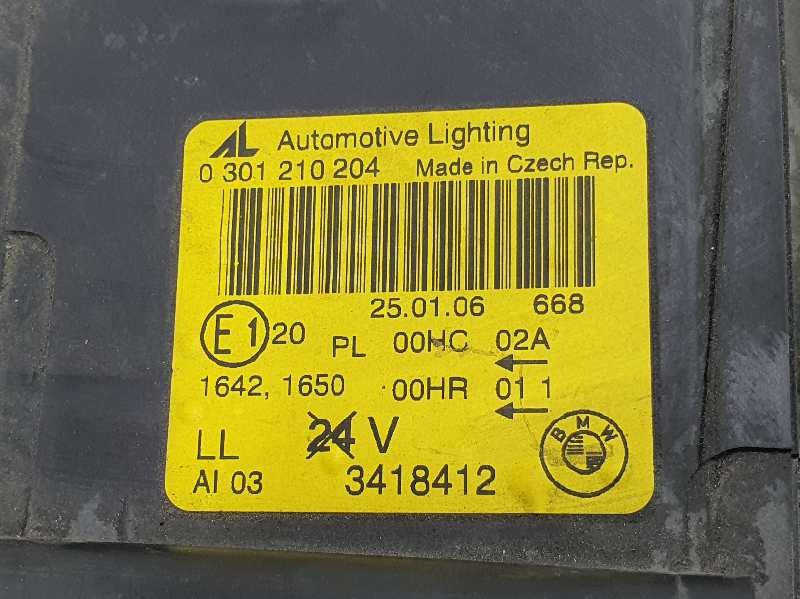 AL Automotive Lighting
0 301 210 204 Made in Czech Rep.
25.01.06 668
E1 20 PL 00HC 02A
1642, 1650 00HR 01 1
LL 24 V
AI 03 3418412
BMW